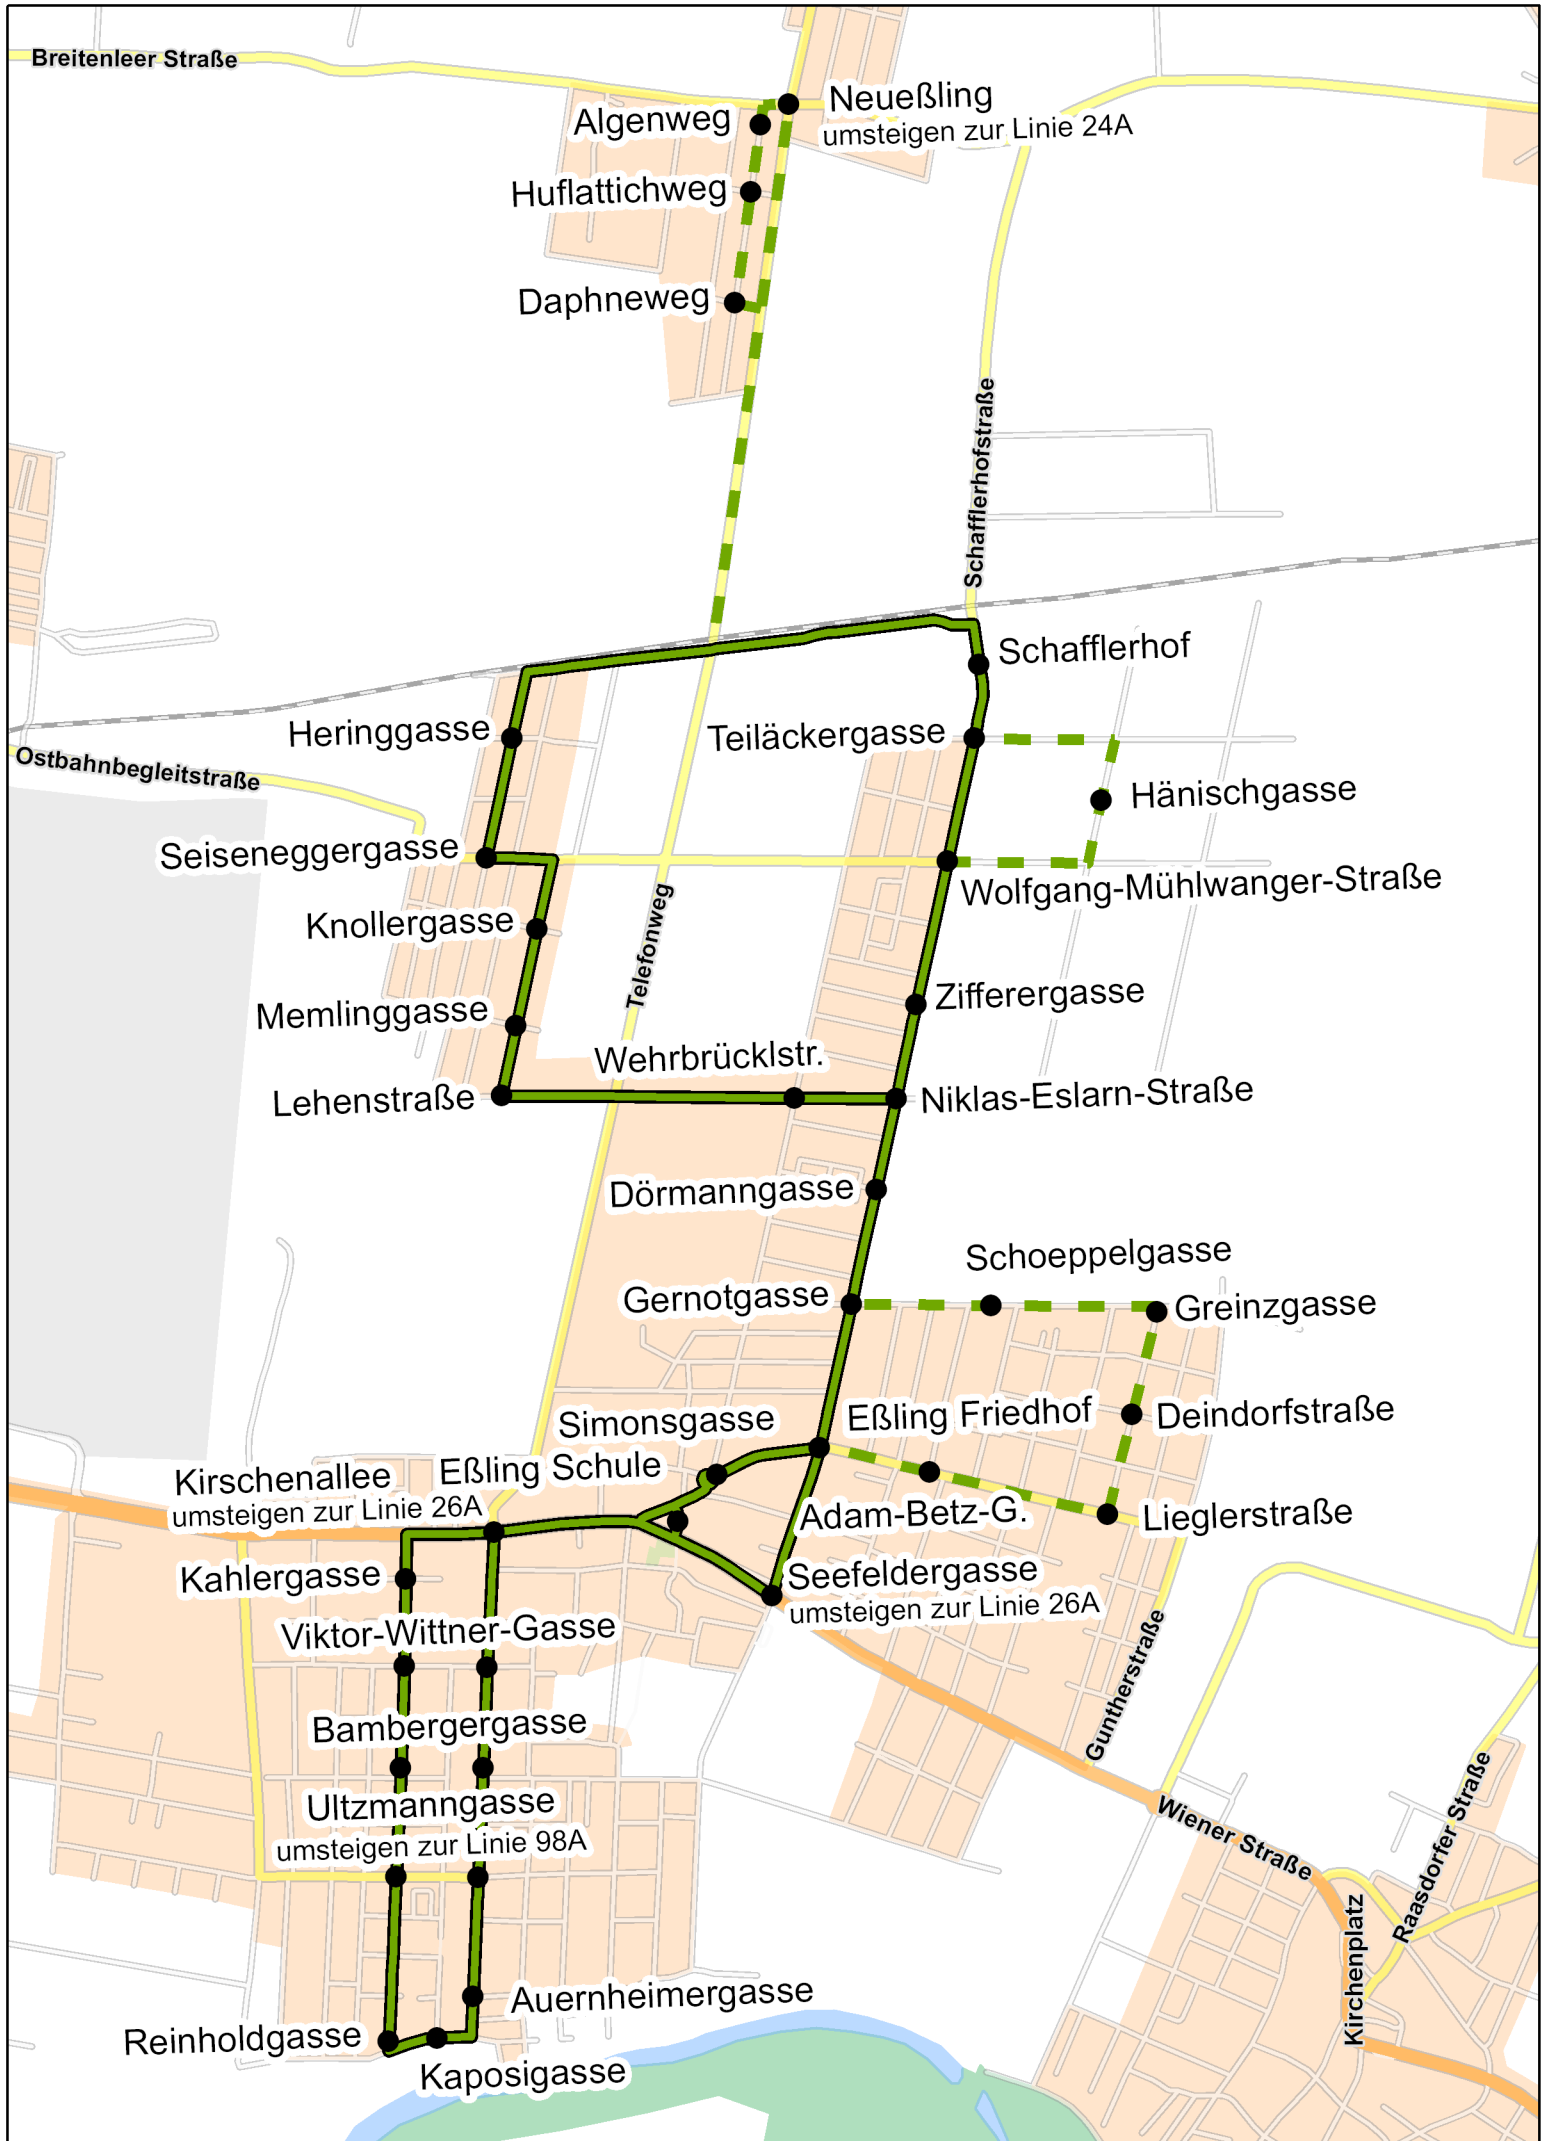 Breitenleer Straße
Neueßling
umsteigen zur Linie 24A
Algenweg
Huflattichweg
Daphneweg
Schafflerhofstraße
Schafflerhof
Heringgasse
Teiläckergasse
Ostbahnbegleitstraße
Hänischgasse
Seiseneggergasse
Wolfgang-Mühlwanger-Straße
Knollergasse
Telefonweg
Memlinggasse
Zifferergasse
Wehrbrücklstr.
Lehenstraße
Niklas-Eslarn-Straße
Dörmanngasse
Schoeppelgasse
Gernotgasse
Greinzgasse
Simonsgasse
Eßling Friedhof
Deindorfstraße
Kirschenallee
umsteigen zur Linie 26A
Eßling Schule
Adam-Betz-G.
Lieglerstraße
Kahlergasse
Seefeldergasse
umsteigen zur Linie 26A
Viktor-Wittner-Gasse
Guntherstraße
Bambergergasse
Ultzmanngasse
umsteigen zur Linie 98A
Wiener Straße
Raasdorfer Straße
Kirchenplatz
Auernheimergasse
Reinholdgasse
Kaposigasse